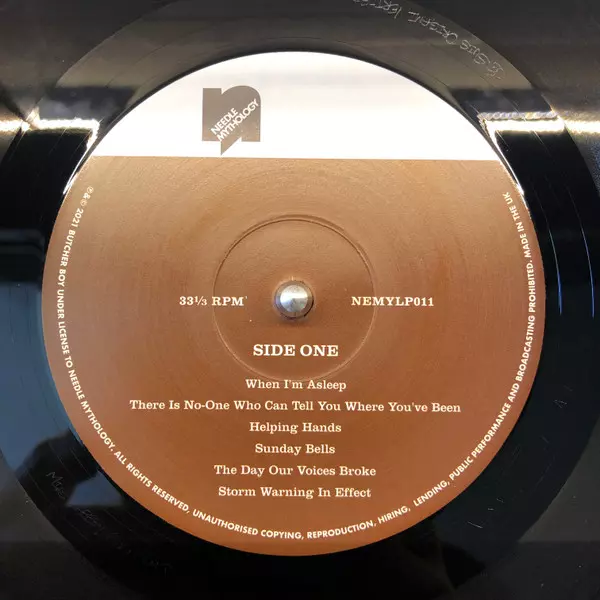 NEEDLE
MYTHOLOGY
33⅓ RPM
NEMYLP011
SIDE ONE
When I'm Asleep
There Is No-One Who Can Tell You Where You've Been
Helping Hands
Sunday Bells
The Day Our Voices Broke
Storm Warning In Effect
℗ & © 2021 BUTCHER BOY UNDER LICENSE TO NEEDLE MYTHOLOGY. ALL RIGHTS RESERVED, UNAUTHORISED COPYING, REPRODUCTION, HIRING, LENDING, PUBLIC PERFORMANCE AND BROADCASTING PROHIBITED. MADE IN THE UK